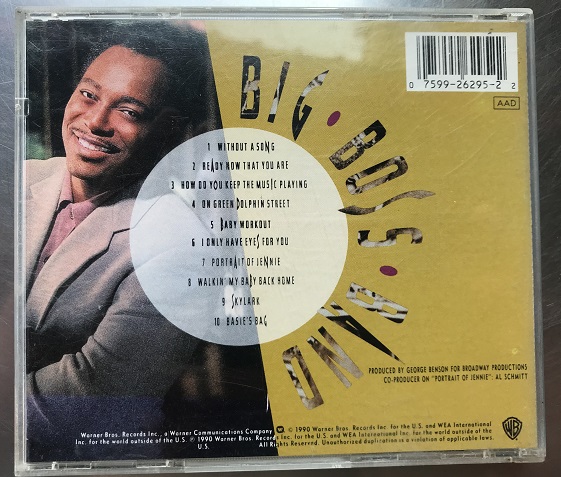 BIG • BOSS • BAND
0 7599-26295-2 2
AAD
1 WITHOUT A SONG
2 READY NOW THAT YOU ARE
3 HOW DO YOU KEEP THE MUSIC PLAYING
4 ON GREEN DOLPHIN STREET
5 BABY WORKOUT
6 I ONLY HAVE EYES FOR YOU
7 PORTRAIT OF JENNIE
8 WALKIN' MY BABY BACK HOME
9 SKYLARK
10 BASIE'S BAG
PRODUCED BY GEORGE BENSON FOR BROADWAY PRODUCTIONS
CO-PRODUCER ON "PORTRAIT OF JENNIE": AL SCHMITT
Warner Bros. Records Inc., a Warner Communications Company © 1990 Warner Bros. Records Inc. for the U.S. and WEA International
Inc. for the world outside of the U.S. ℗ 1990 Warner Bros. Record Inc. for the U.S. and WEA International Inc. for the world outside of the
U.S. All Rights Reserved. Unauthorized duplication is a violation of applicable laws.
WB